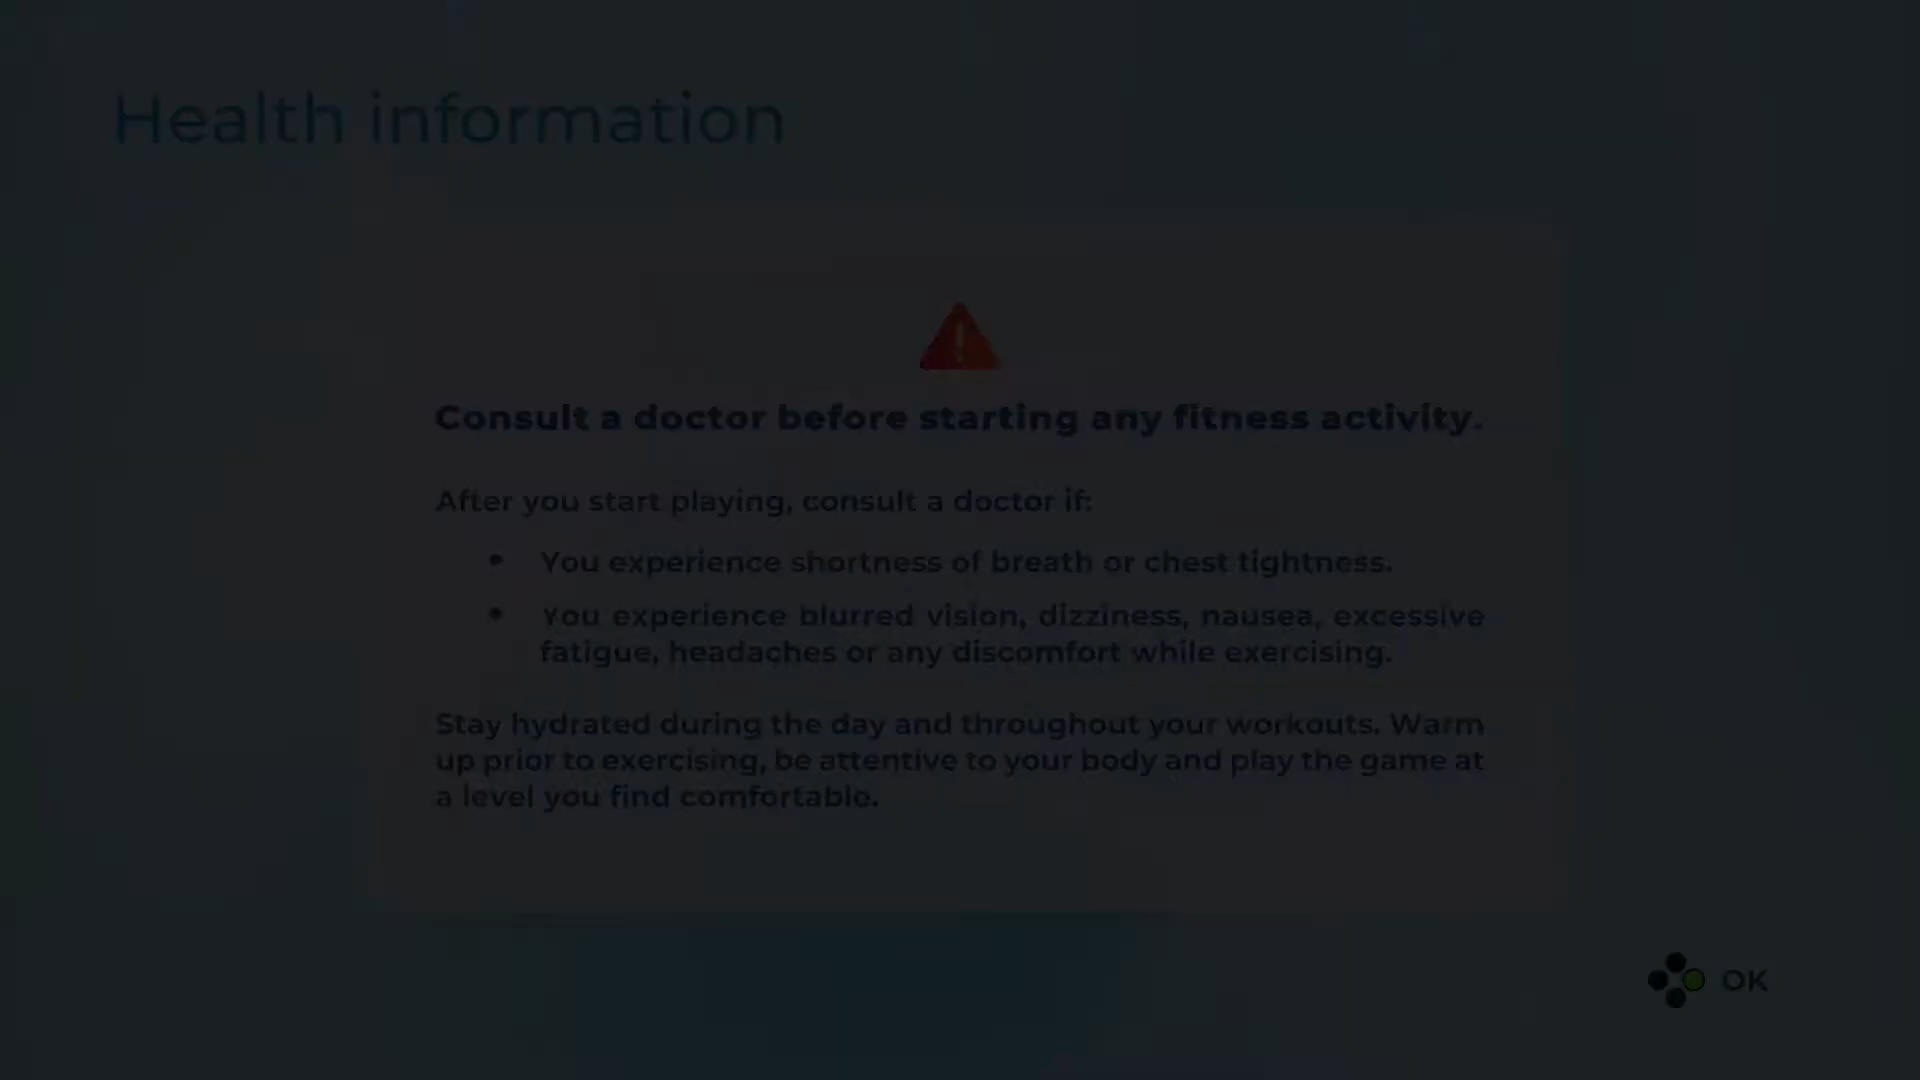 Health information
Consult a doctor before starting any fitness activity.
After you start playing, consult a doctor if:
• You experience shortness of breath or chest tightness.
• You experience blurred vision, dizziness, nausea, excessive
fatigue, headaches or any discomfort while exercising.
Stay hydrated during the day and throughout your workouts. Warm
up prior to exercising, be attentive to your body and play the game at
a level you find comfortable.
OK